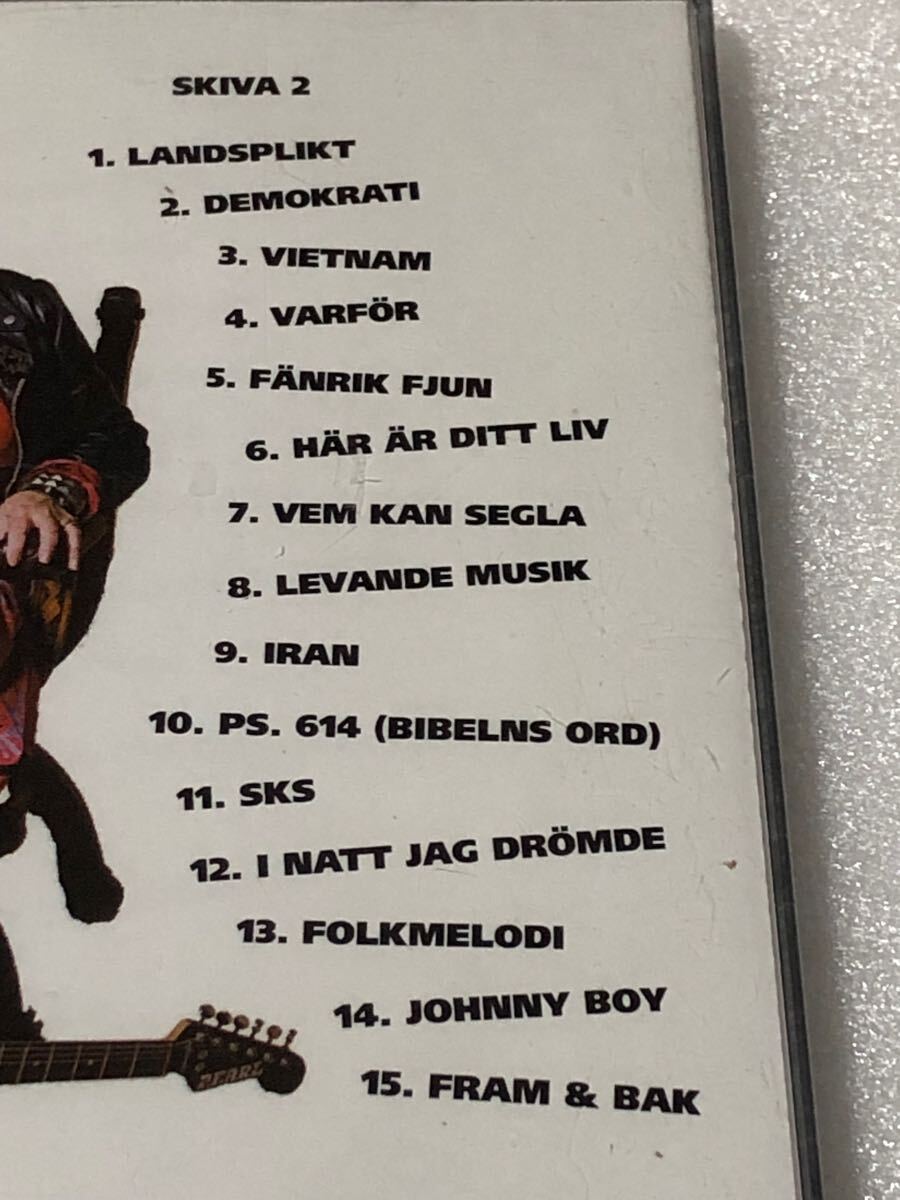 SKIVA 2
1. LANDSPLIKT
2. DEMOKRATI
3. VIETNAM
4. VARFÖR
5. FÄNRIK FJUN
6. HÄR ÄR DITT LIV
7. VEM KAN SEGLA
8. LEVANDE MUSIK
9. IRAN
10. PS. 614 (BIBELNS ORD)
11. SKS
12. I NATT JAG DRÖMDE
13. FOLKMELODI
14. JOHNNY BOY
PEARL
15. FRAM & BAK